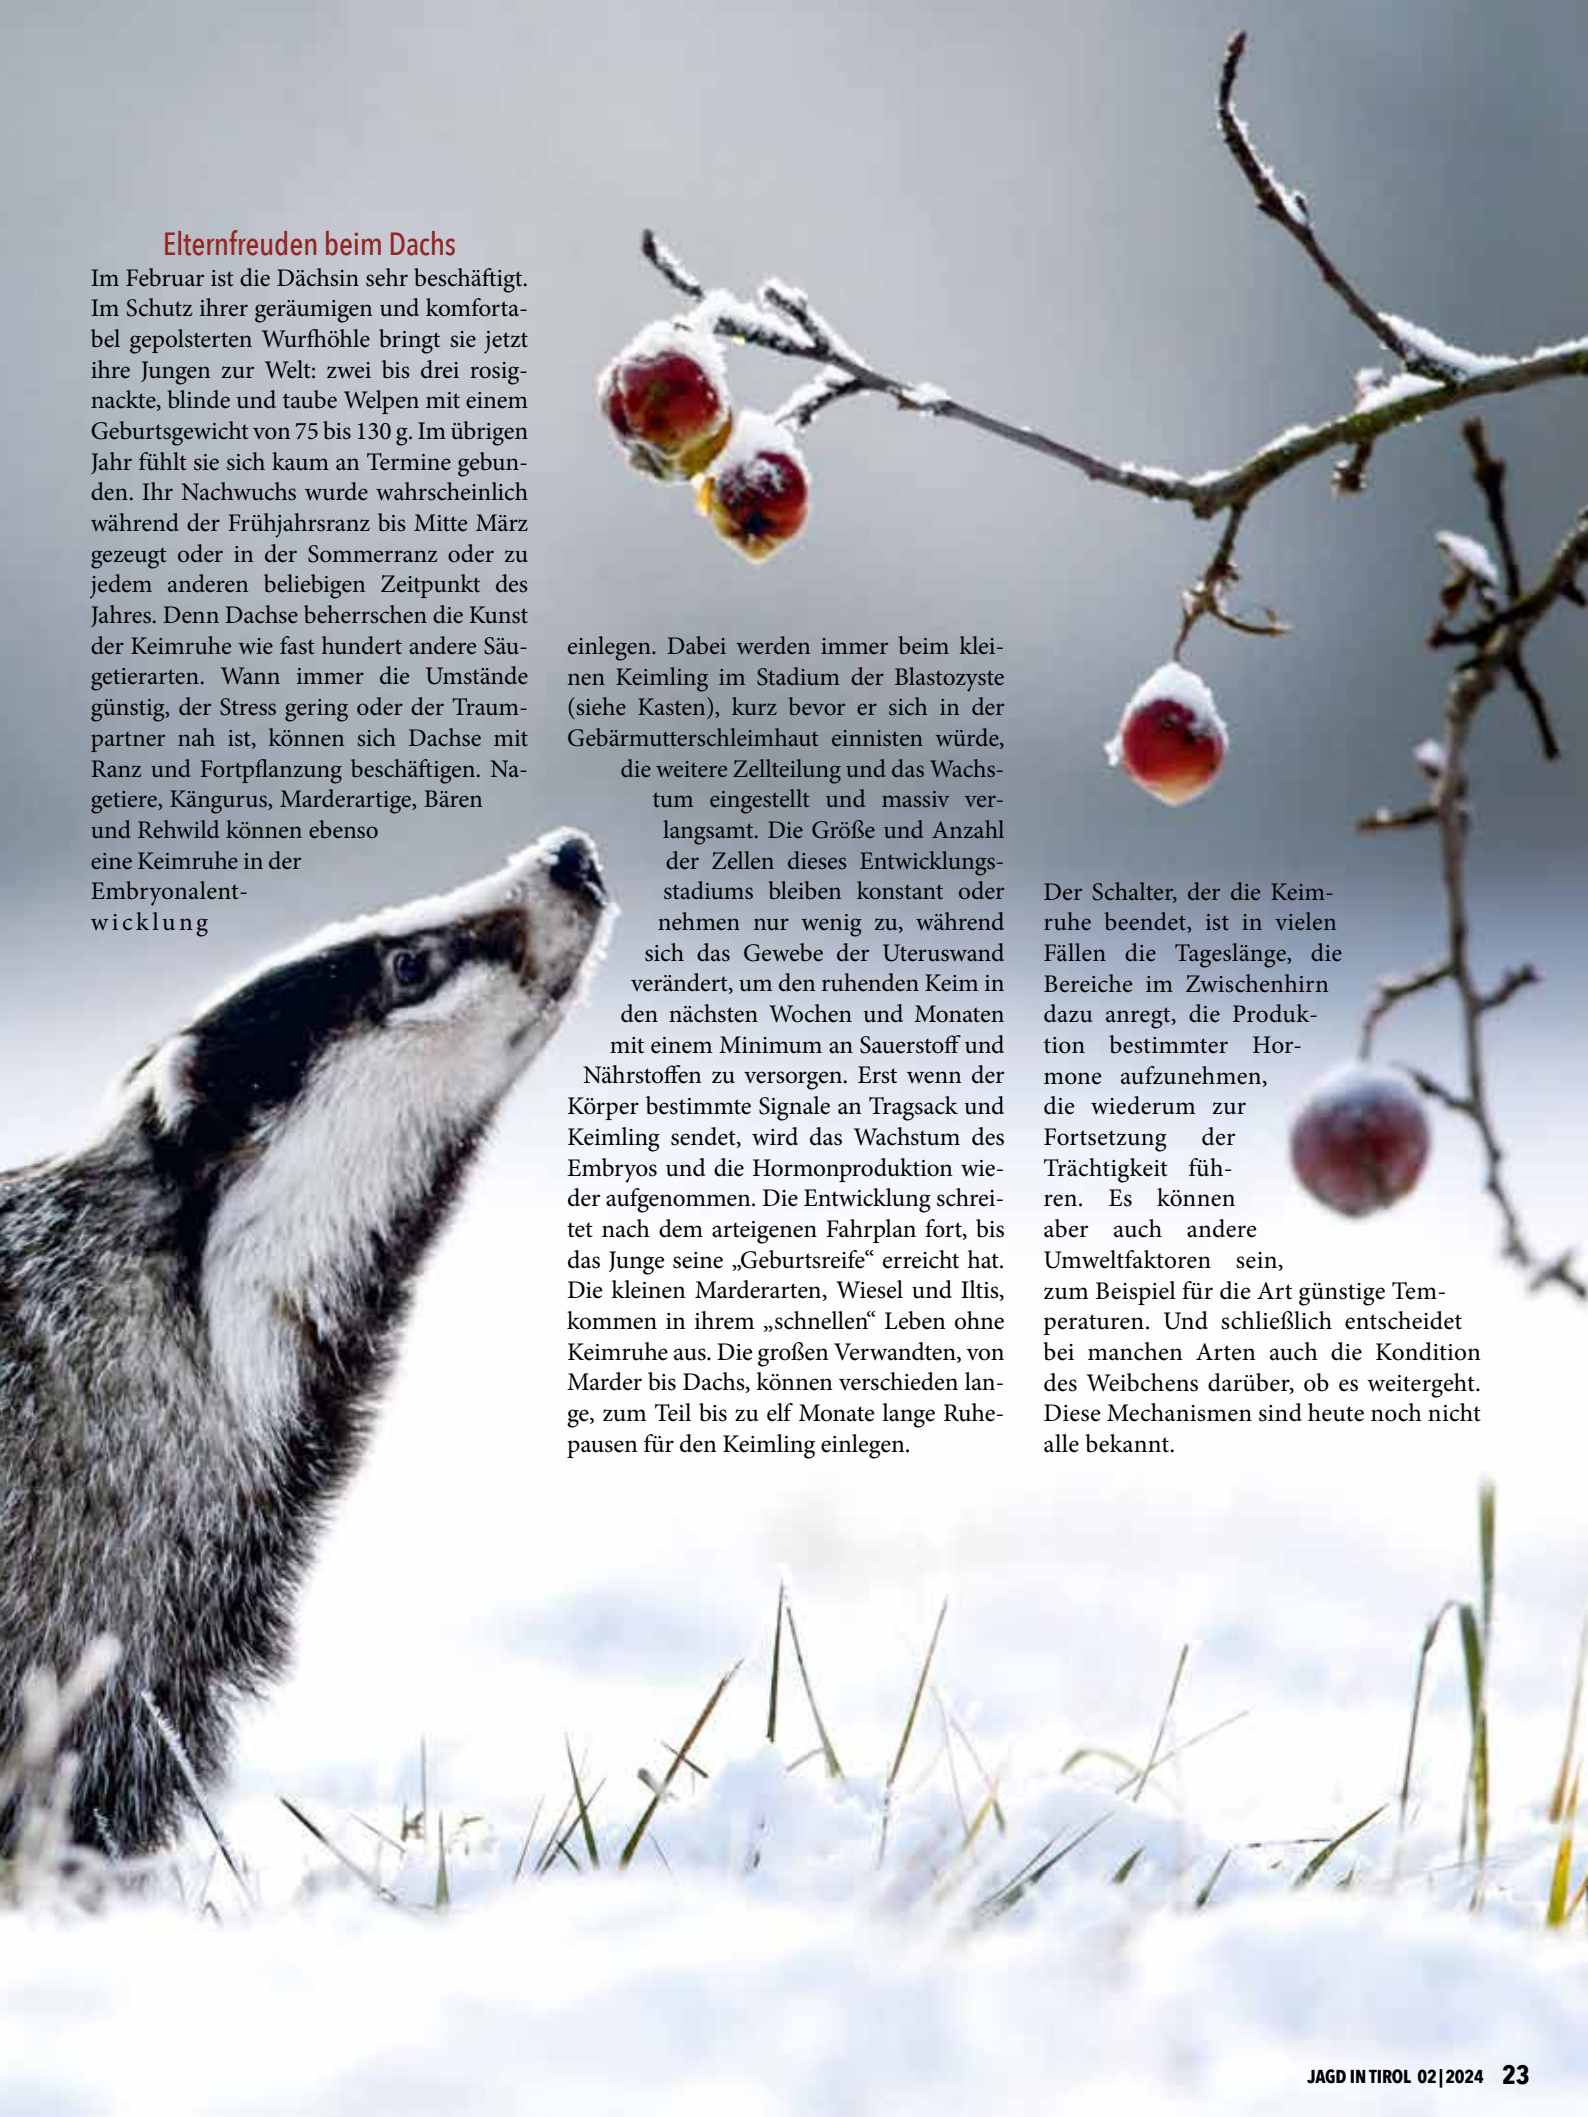 Elternfreuden beim Dachs
Im Februar ist die Dächsin sehr beschäftigt.
Im Schutz ihrer geräumigen und komforta-
bel gepolsterten Wurfhöhle bringt sie jetzt
ihre Jungen zur Welt: zwei bis drei rosig-
nackte, blinde und taube Welpen mit einem
Geburtsgewicht von 75 bis 130 g. Im übrigen
Jahr fühlt sie sich kaum an Termine gebun-
den. Ihr Nachwuchs wurde wahrscheinlich
während der Frühjahrsranz bis Mitte März
gezeugt oder in der Sommerranz oder zu
jedem anderen beliebigen Zeitpunkt des
Jahres. Denn Dachse beherrschen die Kunst
der Keimruhe wie fast hundert andere Säu-
getierarten. Wann immer die Umstände
günstig, der Stress gering oder der Traum-
partner nah ist, können sich Dachse mit
Ranz und Fortpflanzung beschäftigen. Na-
getiere, Kängurus, Marderartige, Bären
und Rehwild können ebenso
eine Keimruhe in der
Embryonalent-
wicklung
einlegen. Dabei werden immer beim klei-
nen Keimling im Stadium der Blastozyste
(siehe Kasten), kurz bevor er sich in der
Gebärmutterschleimhaut einnisten würde,
die weitere Zellteilung und das Wachs-
tum eingestellt und massiv ver-
langsamt. Die Größe und Anzahl
der Zellen dieses Entwicklungs-
stadiums bleiben konstant oder
nehmen nur wenig zu, während
sich das Gewebe der Uteruswand
verändert, um den ruhenden Keim in
den nächsten Wochen und Monaten
mit einem Minimum an Sauerstoff und
Nährstoffen zu versorgen. Erst wenn der
Körper bestimmte Signale an Tragsack und
Keimling sendet, wird das Wachstum des
Embryos und die Hormonproduktion wie-
der aufgenommen. Die Entwicklung schrei-
tet nach dem arteigenen Fahrplan fort, bis
das Junge seine „Geburtsreife“ erreicht hat.
Die kleinen Marderarten, Wiesel und Iltis,
kommen in ihrem „schnellen“ Leben ohne
Keimruhe aus. Die großen Verwandten, von
Marder bis Dachs, können verschieden lan-
ge, zum Teil bis zu elf Monate lange Ruhe-
pausen für den Keimling einlegen.
Der Schalter, der die Keim-
ruhe beendet, ist in vielen
Fällen die Tageslänge, die
Bereiche im Zwischenhirn
dazu anregt, die Produk-
tion bestimmter Hor-
mone aufzunehmen,
die wiederum zur
Fortsetzung der
Trächtigkeit füh-
ren. Es können
aber auch andere
Umweltfaktoren sein,
zum Beispiel für die Art günstige Tem-
peraturen. Und schließlich entscheidet
bei manchen Arten auch die Kondition
des Weibchens darüber, ob es weitergeht.
Diese Mechanismen sind heute noch nicht
alle bekannt.
JAGD IN TIROL 02|2024 23